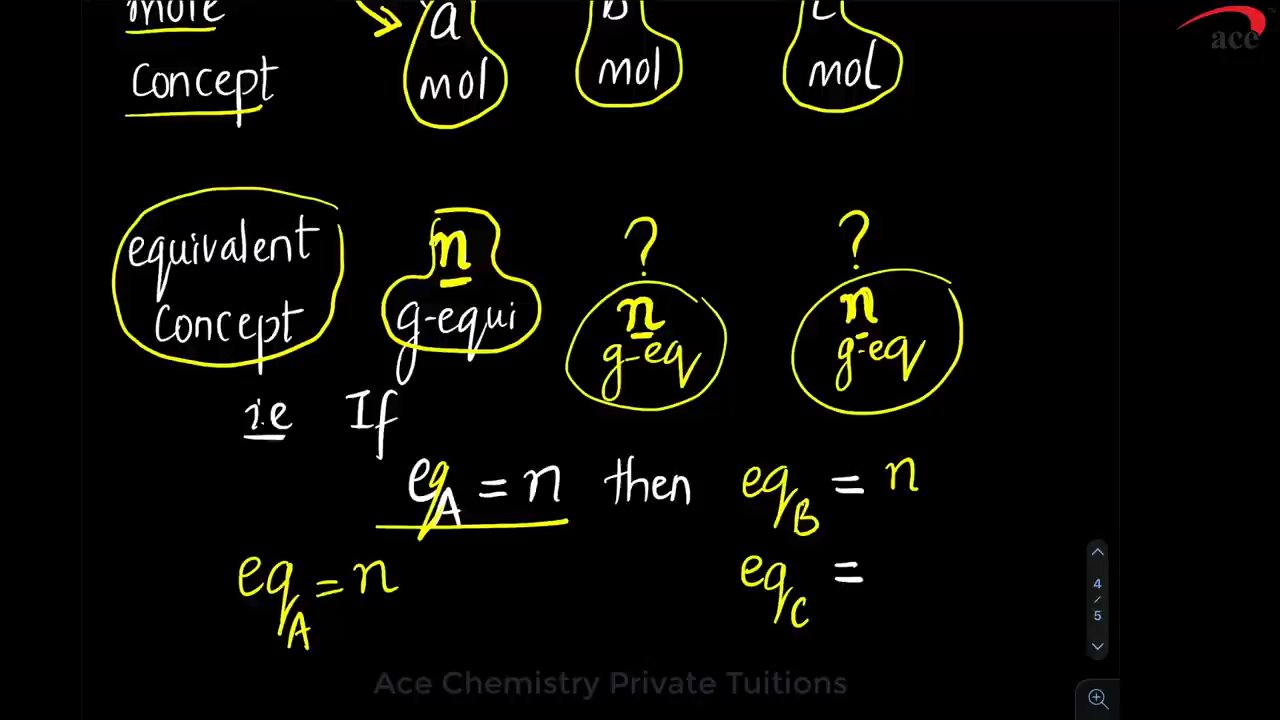 mole a b c
concept mol mol mol
ace
equivalent n ? ?
concept g-equi n n
g-eq g-eq
i.e If
eqA = n then eqB = n
eqA = n eqC =
4
/
5
Ace Chemistry Private Tuitions